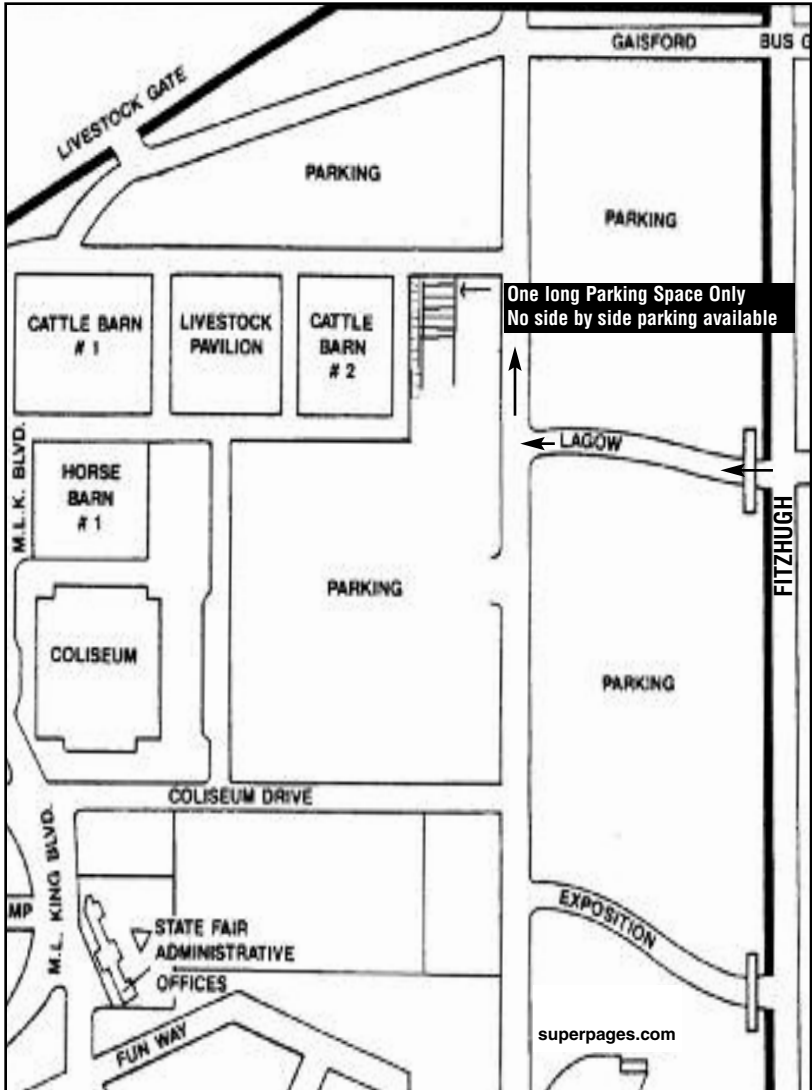 GAISFORD
BUS G
LIVESTOCK GATE
PARKING
PARKING
One long Parking Space Only
No side by side parking available
CATTLE BARN
# 1
LIVESTOCK
PAVILION
CATTLE
BARN
# 2
LAGOW
M.L.K. BLVD.
HORSE
BARN
# 1
FITZHUGH
PARKING
COLISEUM
PARKING
COLISEUM DRIVE
M.L. KING BLVD.
EXPOSITION
MP
STATE FAIR
ADMINISTRATIVE
OFFICES
FUN WAY
superpages.com